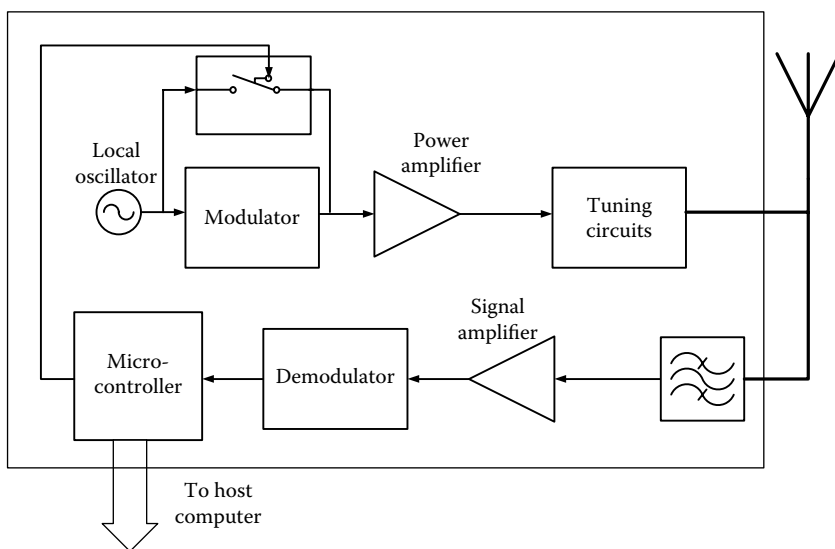 Local
oscillator
Modulator
Power
amplifier
Tuning
circuits
Micro-
controller
Demodulator
Signal
amplifier
To host
computer